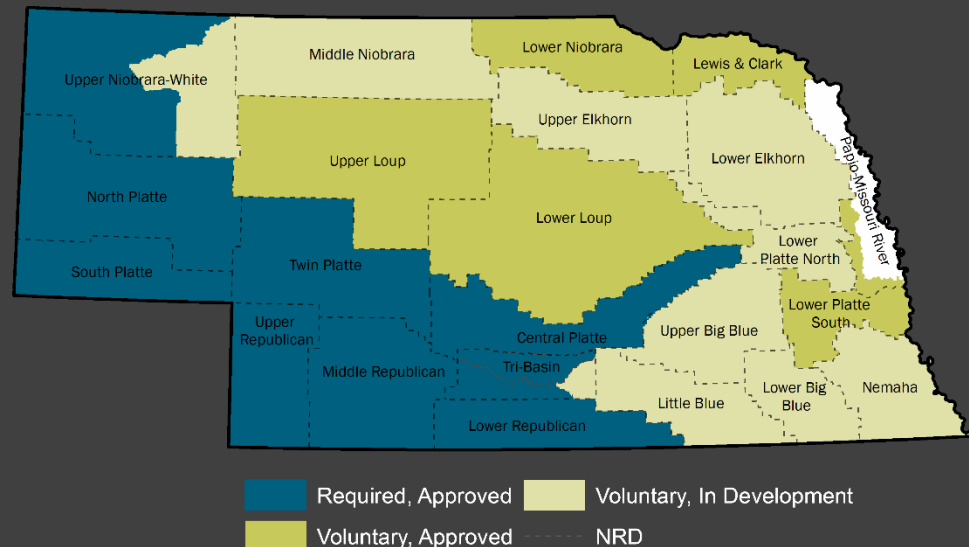 Middle Niobrara
Lower Niobrara
Lewis & Clark
Upper Niobrara-White
Upper Elkhorn
Lower Elkhorn
Papio-Missouri River
Upper Loup
North Platte
Lower Loup
Lower
Platte North
South Platte
Twin Platte
Lower Platte
South
Upper
Republican
Central Platte
Upper Big Blue
Middle Republican
Tri-Basin
Nemaha
Lower Big
Blue
Little Blue
Lower Republican
Required, Approved
Voluntary, In Development
Voluntary, Approved
NRD